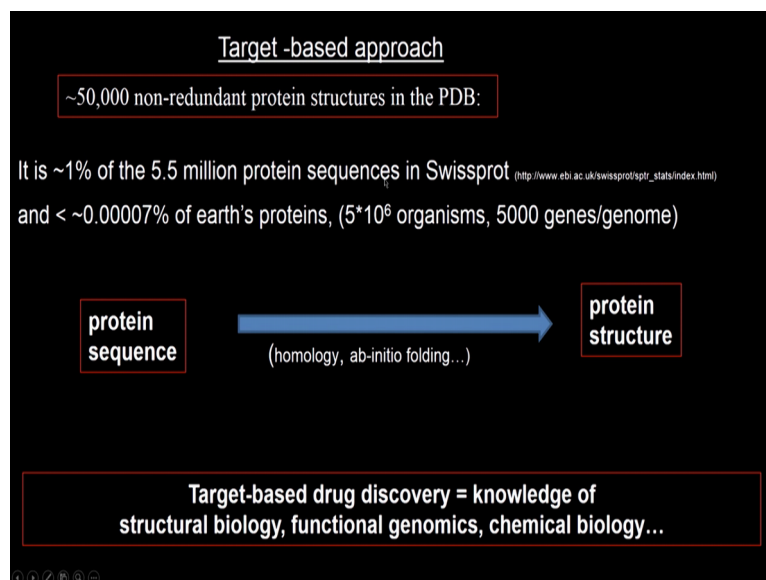 Target -based approach
~50,000 non-redundant protein structures in the PDB:
It is ~1% of the 5.5 million protein sequences in Swissprot (http://www.ebi.ac.uk/swissprot/sptr_stats/index.html)
and < ~0.00007% of earth's proteins, (5*10⁶ organisms, 5000 genes/genome)
protein
sequence
(homology, ab-initio folding...)
protein
structure
Target-based drug discovery = knowledge of
structural biology, functional genomics, chemical biology...